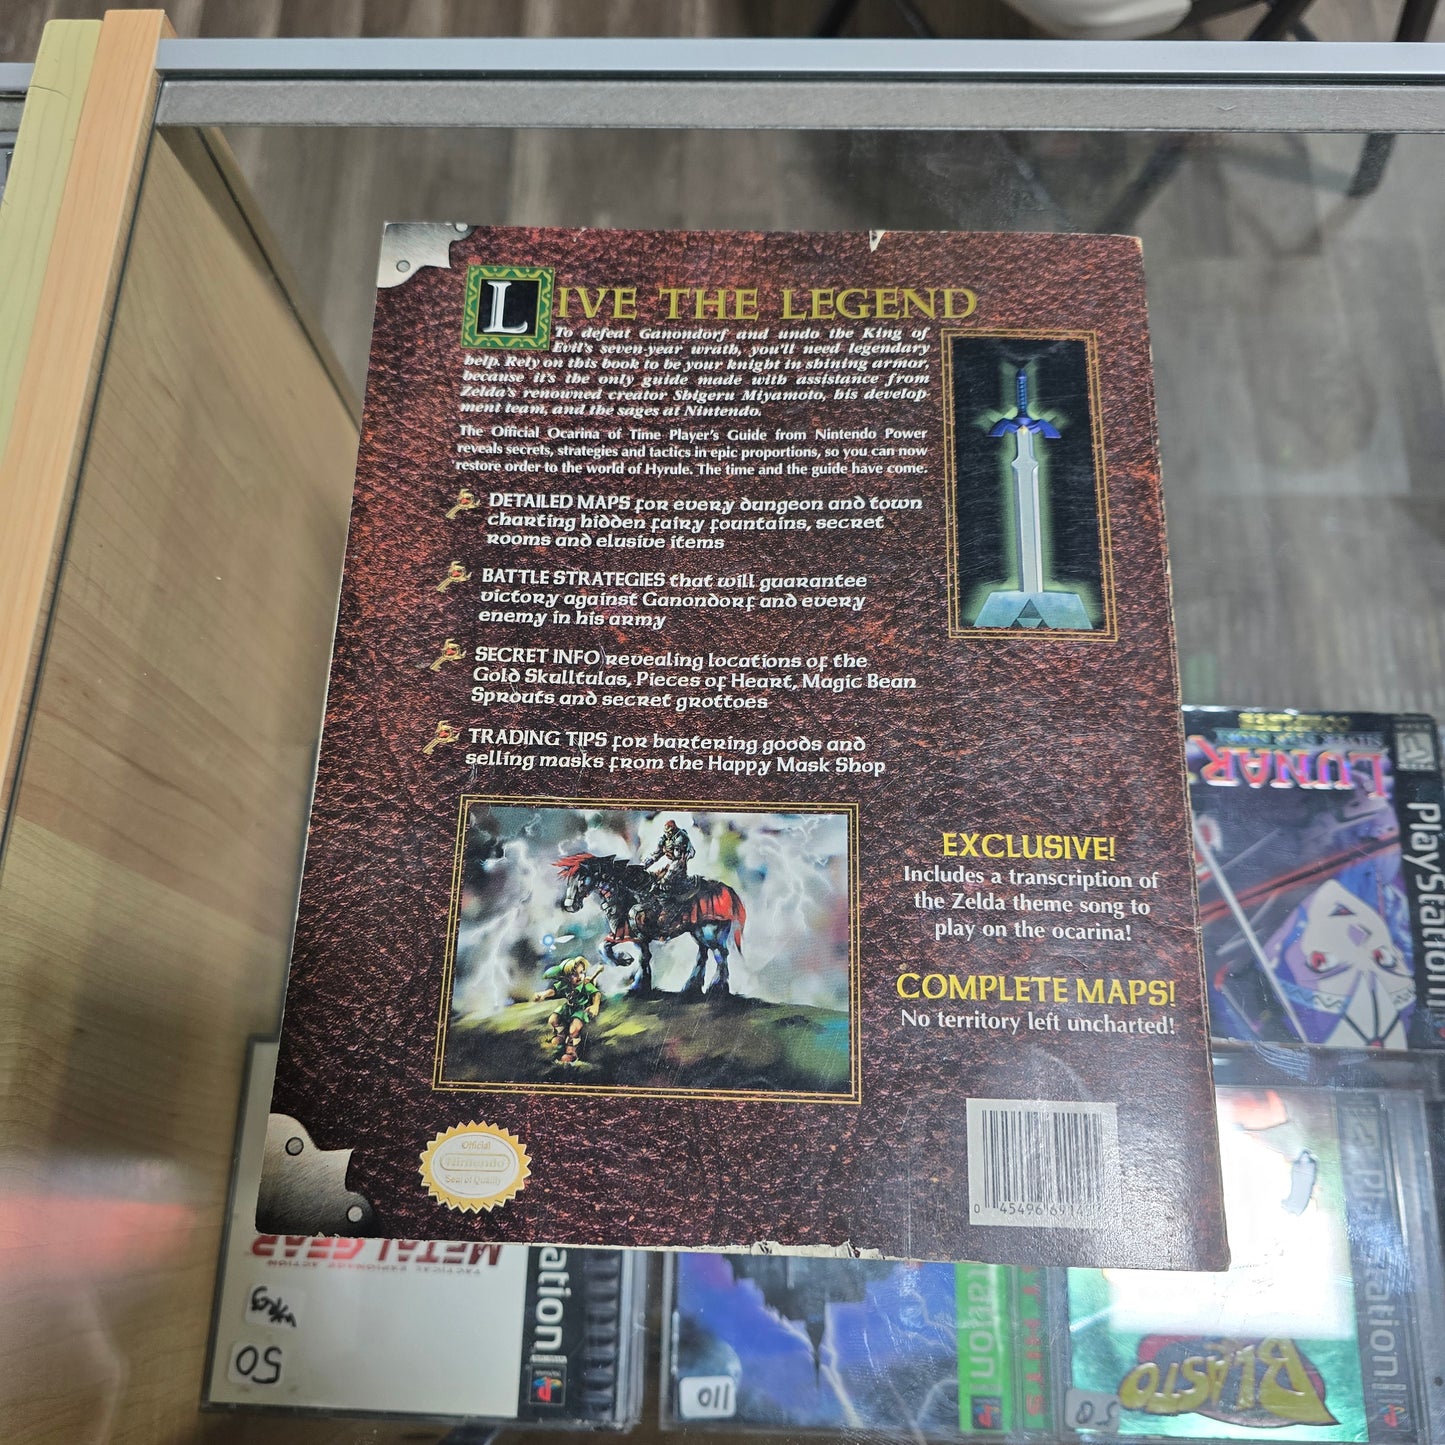 LIVE THE LEGEND
To defeat Ganondorf and undo the King of
Evil's seven-year wrath, you'll need legendary
help. Rely on this book to be your knight in shining armor,
because it's the only guide made with assistance from
Zelda's renowned creator Shigeru Miyamoto, his develop-
ment team, and the sages at Nintendo.
The Official Ocarina of Time Player's Guide from Nintendo Power
reveals secrets, strategies and tactics in epic proportions, so you can now
restore order to the world of Hyrule. The time and the guide have come.
DETAILED MAPS for every dungeon and town
charting hidden fairy fountains, secret
rooms and elusive items
BATTLE STRATEGIES that will guarantee
victory against Ganondorf and every
enemy in his army
SECRET INFO revealing locations of the
Gold Skulltulas, Pieces of Heart, Magic Bean
Sprouts and secret grottoes
TRADING TIPS for bartering goods and
selling masks from the Happy Mask Shop
EXCLUSIVE!
Includes a transcription of
the Zelda theme song to
play on the ocarina!
COMPLETE MAPS!
No territory left uncharted!
Official
Nintendo
Seal of Quality
0 45496 691
LUNAR
PlayStation
METAL GEAR
TACTICAL ESPIONAGE ACTION
ation
50
110
tation
BLASTO
Station